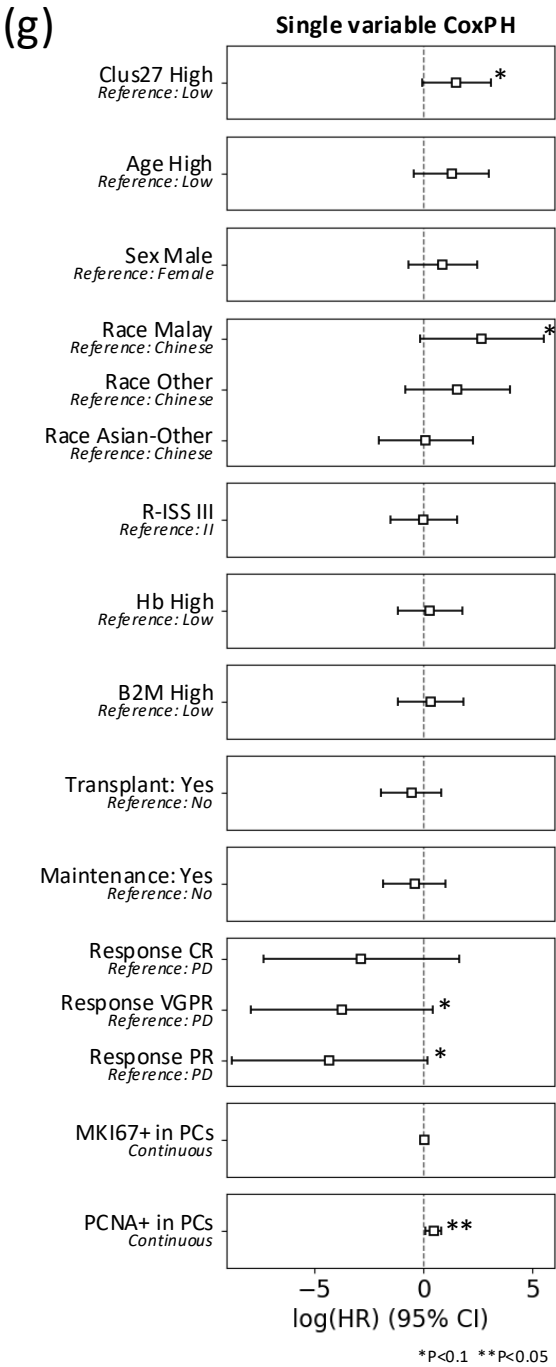 (g)
Single variable CoxPH
Clus27 High
Reference: Low
*
Age High
Reference: Low
Sex Male
Reference: Female
Race Malay
Reference: Chinese
*
Race Other
Reference: Chinese
Race Asian-Other
Reference: Chinese
R-ISS III
Reference: II
Hb High
Reference: Low
B2M High
Reference: Low
Transplant: Yes
Reference: No
Maintenance: Yes
Reference: No
Response CR
Reference: PD
Response VGPR
Reference: PD
*
Response PR
Reference: PD
*
MKI67+ in PCs
Continuous
PCNA+ in PCs
Continuous
**
−5 0 5
log(HR) (95% CI)
*P<0.1 **P<0.05